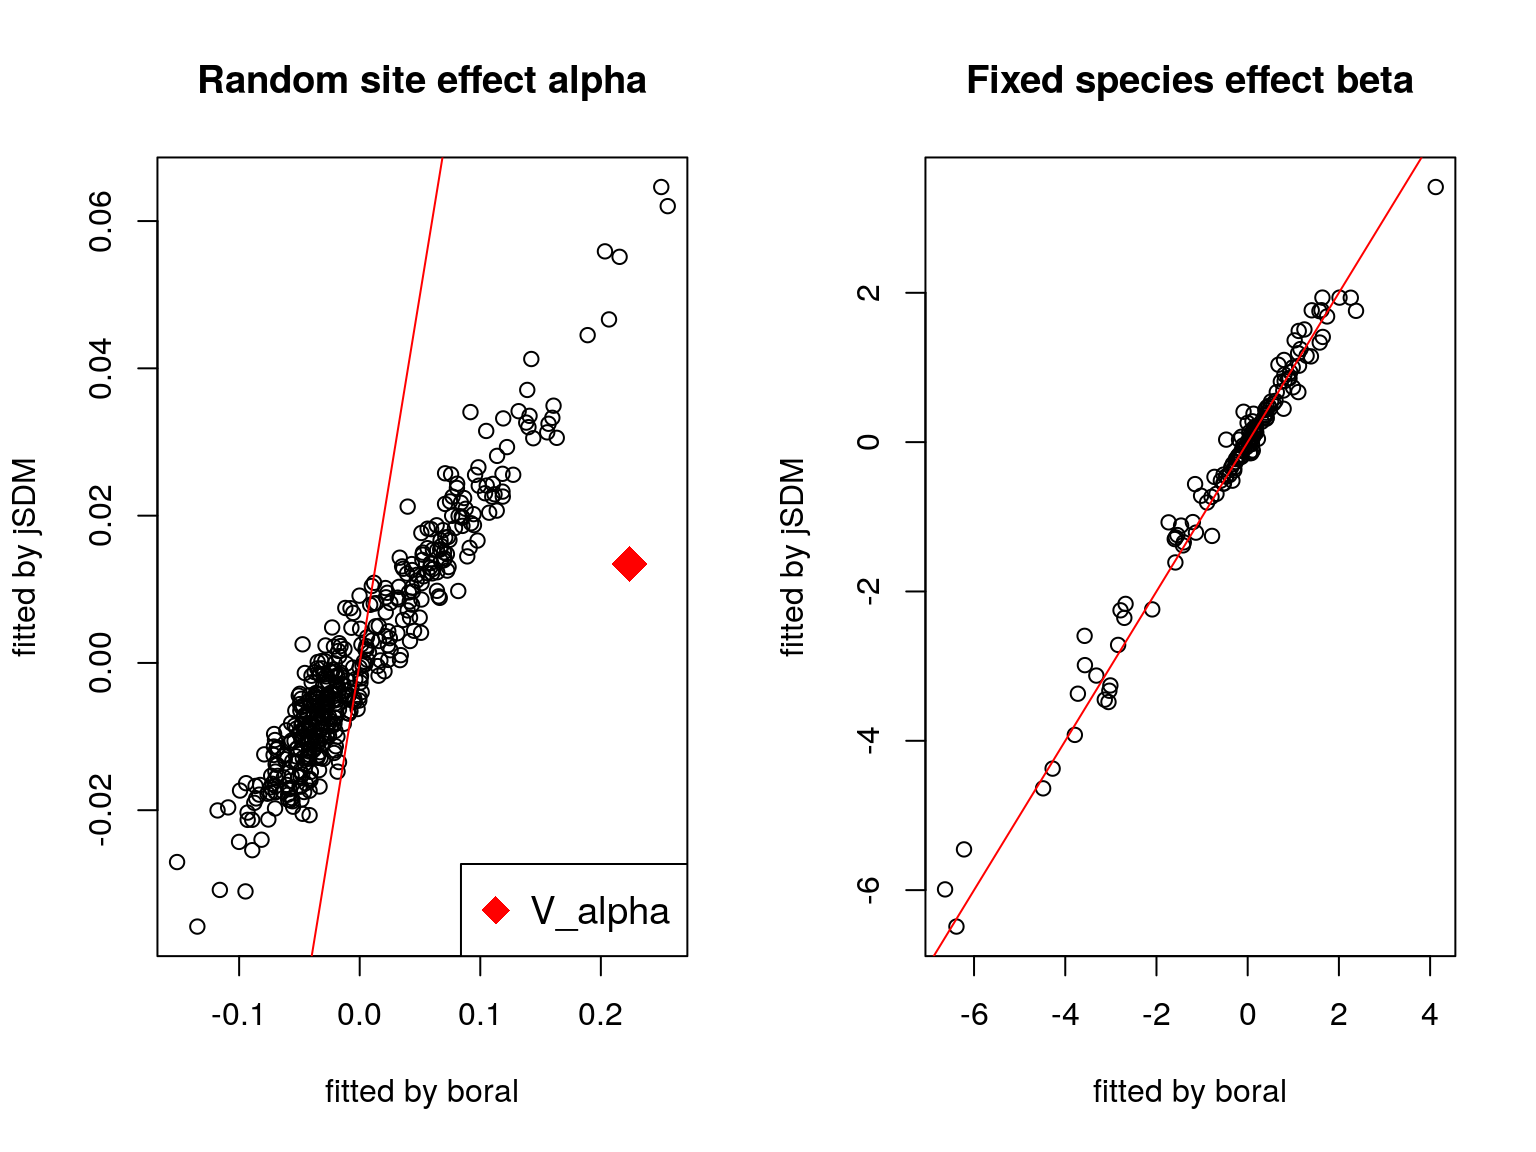 Random site effect alpha
fitted by jSDM
0.06
0.04
0.02
0.00
-0.02
V_alpha
-0.1 0.0 0.1 0.2
fitted by boral
Fixed species effect beta
fitted by jSDM
2
0
-2
-4
-6
-6 -4 -2 0 2 4
fitted by boral